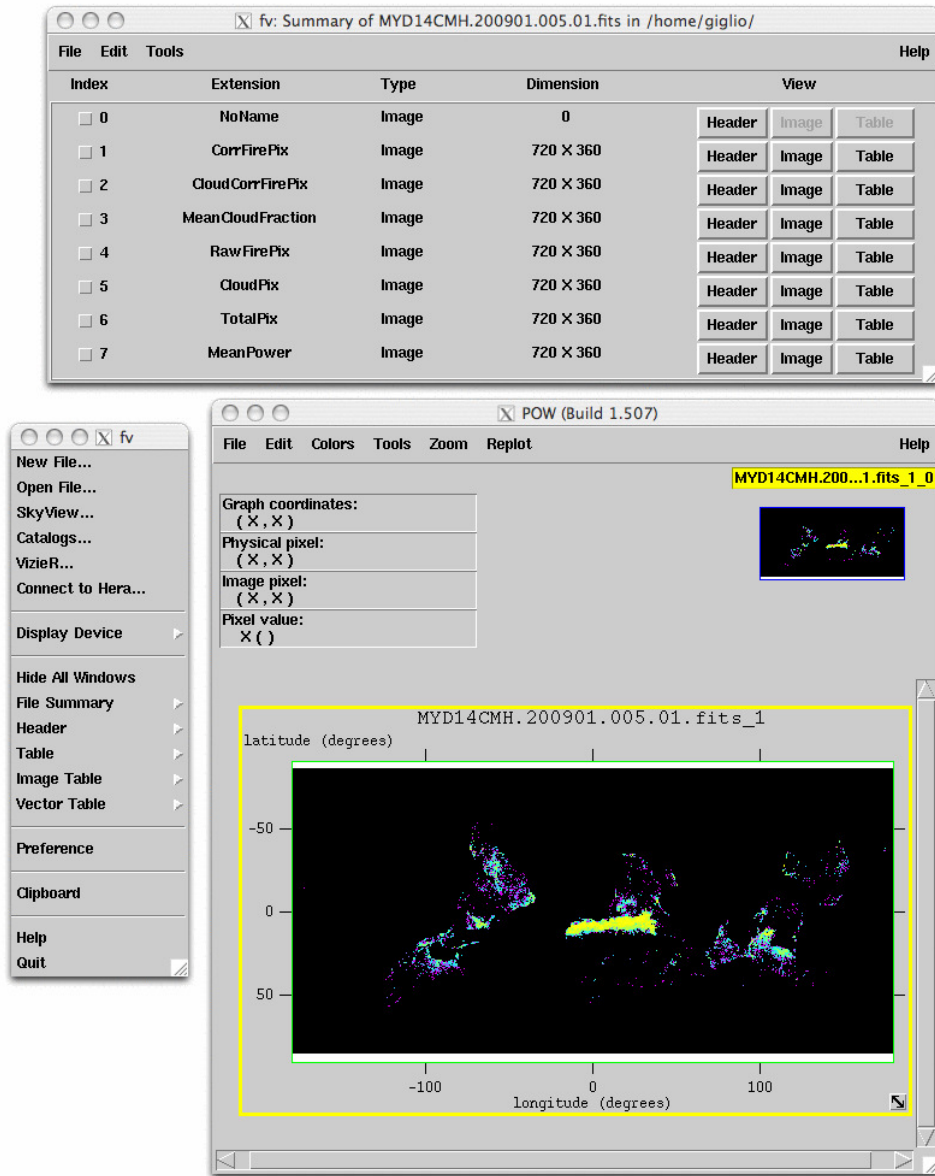 X fv: Summary of MYD14CMH.200901.005.01.fits in /home/giglio/
File Edit Tools Help
Index Extension Type Dimension View
0 NoName Image 0 Header Image Table
1 CorrFirePix Image 720 X 360 Header Image Table
2 CloudCorrFirePix Image 720 X 360 Header Image Table
3 MeanCloudFraction Image 720 X 360 Header Image Table
4 RawFirePix Image 720 X 360 Header Image Table
5 CloudPix Image 720 X 360 Header Image Table
6 TotalPix Image 720 X 360 Header Image Table
7 MeanPower Image 720 X 360 Header Image Table
X fv
New File...
Open File...
SkyView...
Catalogs...
VizieR...
Connect to Hera...
Display Device
Hide All Windows
File Summary
Header
Table
Image Table
Vector Table
Preference
Clipboard
Help
Quit
X POW (Build 1.507)
File Edit Colors Tools Zoom Replot Help
MYD14CMH.200...1.fits_1_0
Graph coordinates:
(X,X)
Physical pixel:
(X,X)
Image pixel:
(X,X)
Pixel value:
X()
MYD14CMH.200901.005.01.fits_1
latitude (degrees)
-50
0
50
-100 0 100
longitude (degrees)